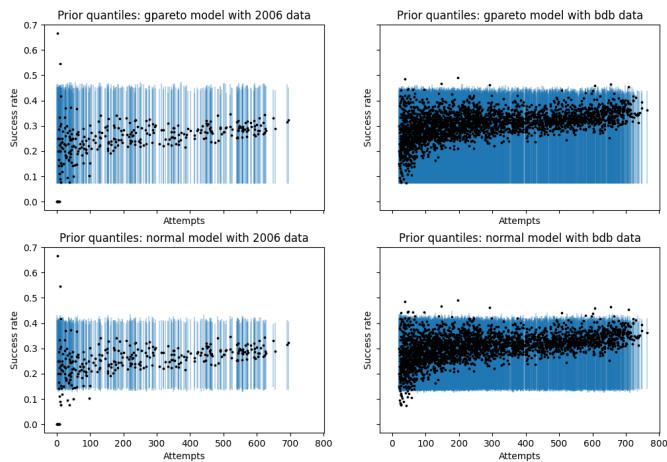 Prior quantiles: gpareto model with 2006 data
Prior quantiles: gpareto model with bdb data
Success rate
0.7
0.6
0.5
0.4
0.3
0.2
0.1
0.0
Attempts
Success rate
Attempts
Prior quantiles: normal model with 2006 data
Prior quantiles: normal model with bdb data
Success rate
0.7
0.6
0.5
0.4
0.3
0.2
0.1
0.0
0 100 200 300 400 500 600 700 800
Attempts
Success rate
0 100 200 300 400 500 600 700 800
Attempts